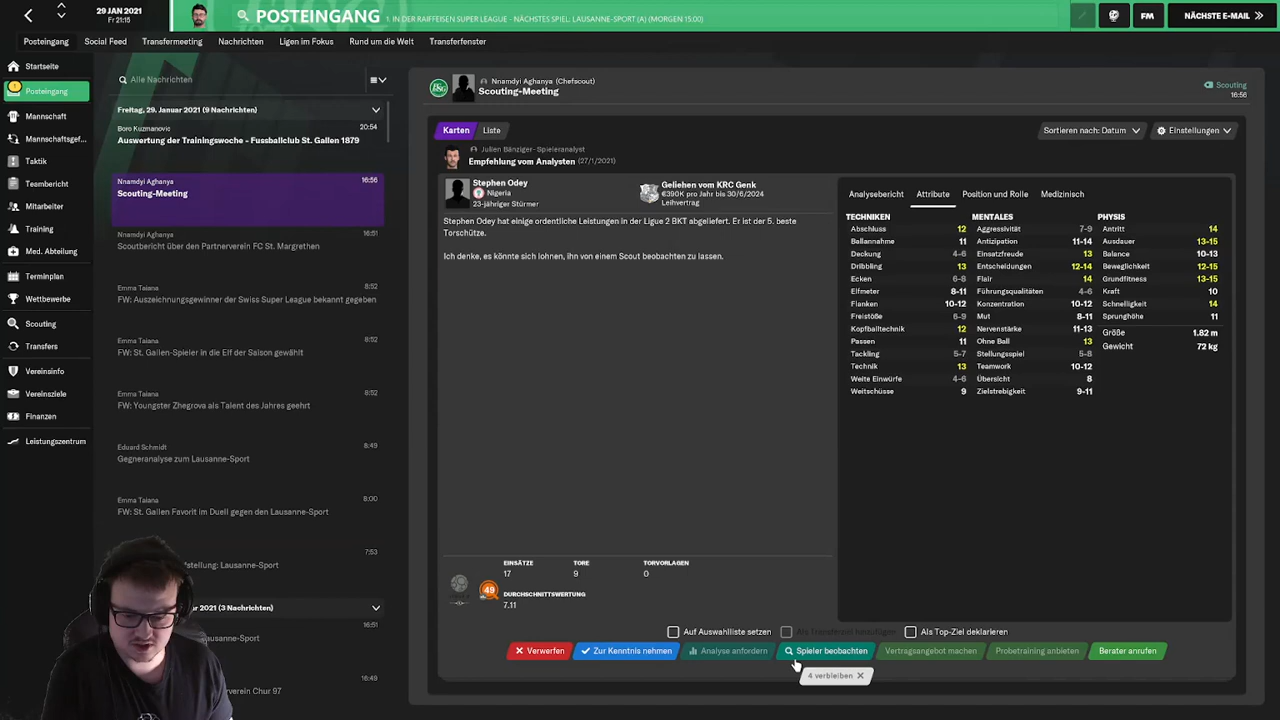 29 JAN 2021
Fr 21:15
POSTEINGANG
1. IN DER RAIFFEISEN SUPER LEAGUE - NÄCHSTES SPIEL: LAUSANNE-SPORT (A) (MORGEN 15:00)
FM
NÄCHSTE E-MAIL
Posteingang
Social Feed
Transfermeeting
Nachrichten
Ligen im Fokus
Rund um die Welt
Transferfenster
Startseite
Posteingang
Mannschaft
Mannschaftsgef...
Taktik
Teambericht
Mitarbeiter
Training
Med. Abteilung
Terminplan
Wettbewerbe
Scouting
Transfers
Vereinsinfo
Vereinsziele
Finanzen
Leistungszentrum
Alle Nachrichten
Freitag, 29. Januar 2021 (9 Nachrichten)
Boro Kuzmanovic 20:54
Auswertung der Trainingswoche - Fussballclub St. Gallen 1879
Nnamdyi Aghanya 16:56
Scouting-Meeting
Nnamdyi Aghanya 16:51
Scoutbericht über den Partnerverein FC St. Margrethen
Emma Taiana 8:52
FW: Auszeichnungsgewinner der Swiss Super League bekannt gegeben
Emma Taiana 8:52
FW: St. Gallen-Spieler in die Elf der Saison gewählt
Emma Taiana 8:52
FW: Youngster Zhegrova als Talent des Jahres geehrt
Eduard Schmidt 8:49
Gegneranalyse zum Lausanne-Sport
Emma Taiana 8:00
FW: St. Gallen Favorit im Duell gegen den Lausanne-Sport
7:53
fstellung: Lausanne-Sport
ar 2021 (3 Nachrichten)
16:51
usanne-Sport
16:49
yverein Chur 97
Nnamdyi Aghanya (Chefscout)
Scouting-Meeting
Scouting
16:56
Karten
Liste
Sortieren nach: Datum
Einstellungen
Julien Bänziger- Spieleranalyst
Empfehlung vom Analysten (27/1/2021)
Stephen Odey
Nigeria
23-jähriger Stürmer
Geliehen vom KRC Genk
€390K pro Jahr bis 30/6/2024
Leihvertrag
Stephen Odey hat einige ordentliche Leistungen in der Ligue 2 BKT abgeliefert. Er ist der 5. beste
Torschütze.
Ich denke, es könnte sich lohnen, ihn von einem Scout beobachten zu lassen.
Analysebericht
Attribute
Position und Rolle
Medizinisch
TECHNIKEN MENTALES PHYSIS
Abschluss 12 Aggressivität 7-9 Antritt 14
Ballannahme 11 Antizipation 11-14 Ausdauer 13-15
Deckung 4-6 Einsatzfreude 13 Balance 10-13
Dribbling 13 Entscheidungen 12-14 Beweglichkeit 12-15
Ecken 6-8 Flair 14 Grundfitness 13-15
Elfmeter 8-11 Führungsqualitäten 4-6 Kraft 10
Flanken 10-12 Konzentration 10-12 Schnelligkeit 14
Freistöße 6-9 Mut 8-11 Sprunghöhe 11
Kopfballtechnik 12 Nervenstärke 11-13 Größe 1.82 m
Passen 11 Ohne Ball 13 Gewicht 72 kg
Tackling 5-7 Stellungsspiel 5-8
Technik 13 Teamwork 10-12
Weite Einwürfe 4-6 Übersicht 8
Weitschüsse 9 Zielstrebigkeit 9-11
EINSÄTZE
17
TORE
9
TORVORLAGEN
0
49
DURCHSCHNITTSWERTUNG
7.11
Auf Auswahlliste setzen
Als Transferziel hinzufügen
Als Top-Ziel deklarieren
Verwerfen
Zur Kenntnis nehmen
Analyse anfordern
Spieler beobachten
Vertragsangebot machen
Probetraining anbieten
Berater anrufen
4 verbleiben